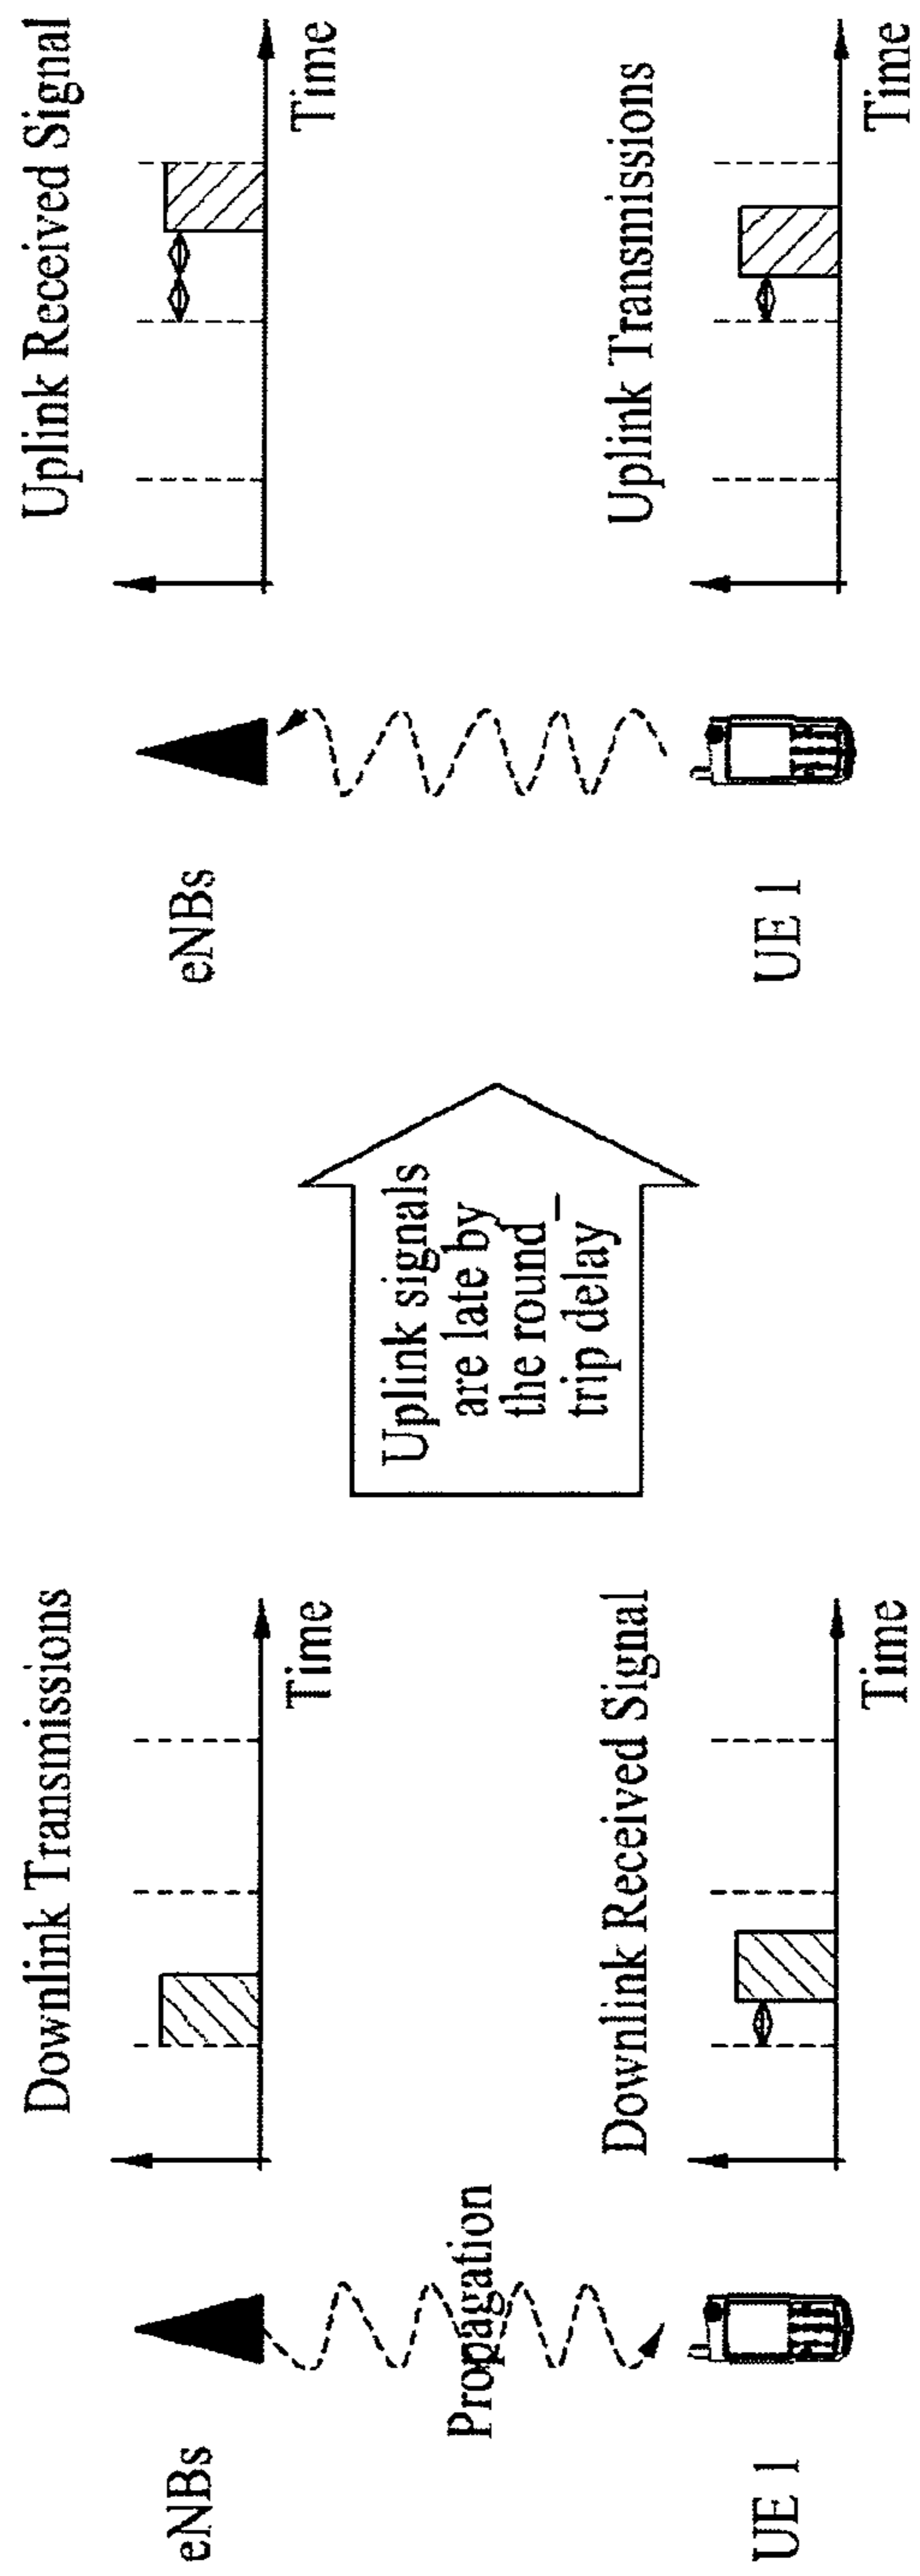 eNBs
Downlink Transmissions
Time
Propagation
UE 1
Downlink Received Signal
Time
Uplink signals
are late by
the round_
trip delay
eNBs
Uplink Received Signal
Time
UE 1
Uplink Transmissions
Time